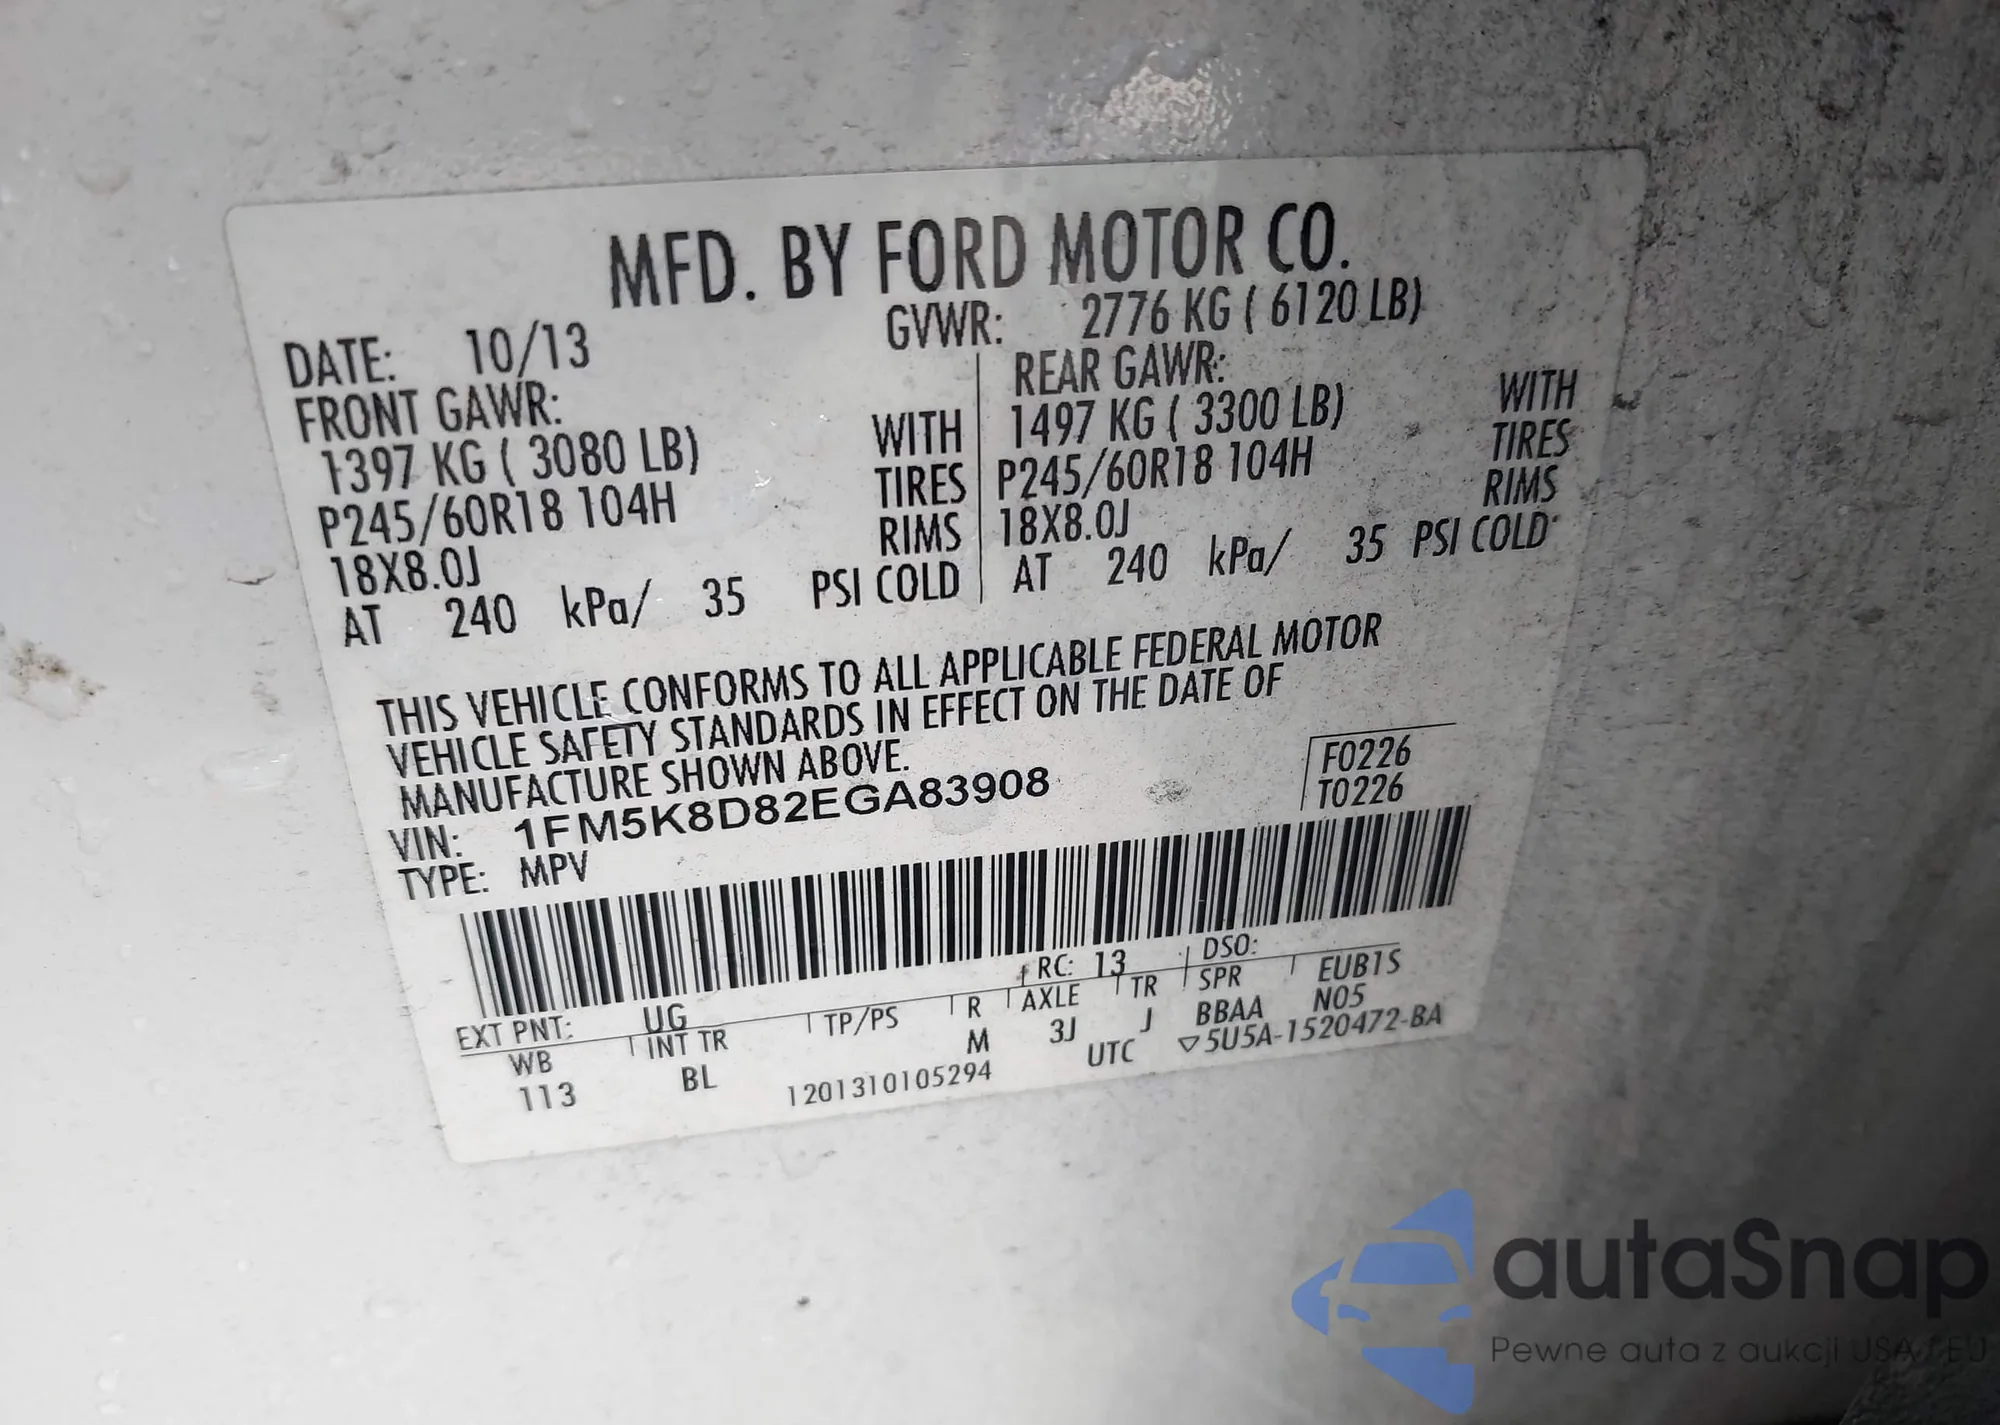 MFD. BY FORD MOTOR CO.
DATE: 10/13 GVWR: 2776 KG ( 6120 LB)
FRONT GAWR: REAR GAWR:
1397 KG ( 3080 LB) WITH 1497 KG ( 3300 LB) WITH
P245/60R18 104H TIRES P245/60R18 104H TIRES
18X8.0J RIMS 18X8.0J RIMS
AT 240 kPa/ 35 PSI COLD AT 240 kPa/ 35 PSI COLD
THIS VEHICLE CONFORMS TO ALL APPLICABLE FEDERAL MOTOR
VEHICLE SAFETY STANDARDS IN EFFECT ON THE DATE OF
MANUFACTURE SHOWN ABOVE.
VIN: 1FM5K8D82EGA83908 F0226
TYPE: MPV T0226
EXT PNT: UG RC: 13 DSO:
WB INT TR TP/PS R AXLE TR SPR EUB1S
113 BL M 3J J BBAA N05
1201310105294 UTC ▽5U5A-1520472-BA
autaSnap
Pewne auta z aukcji USA i EU